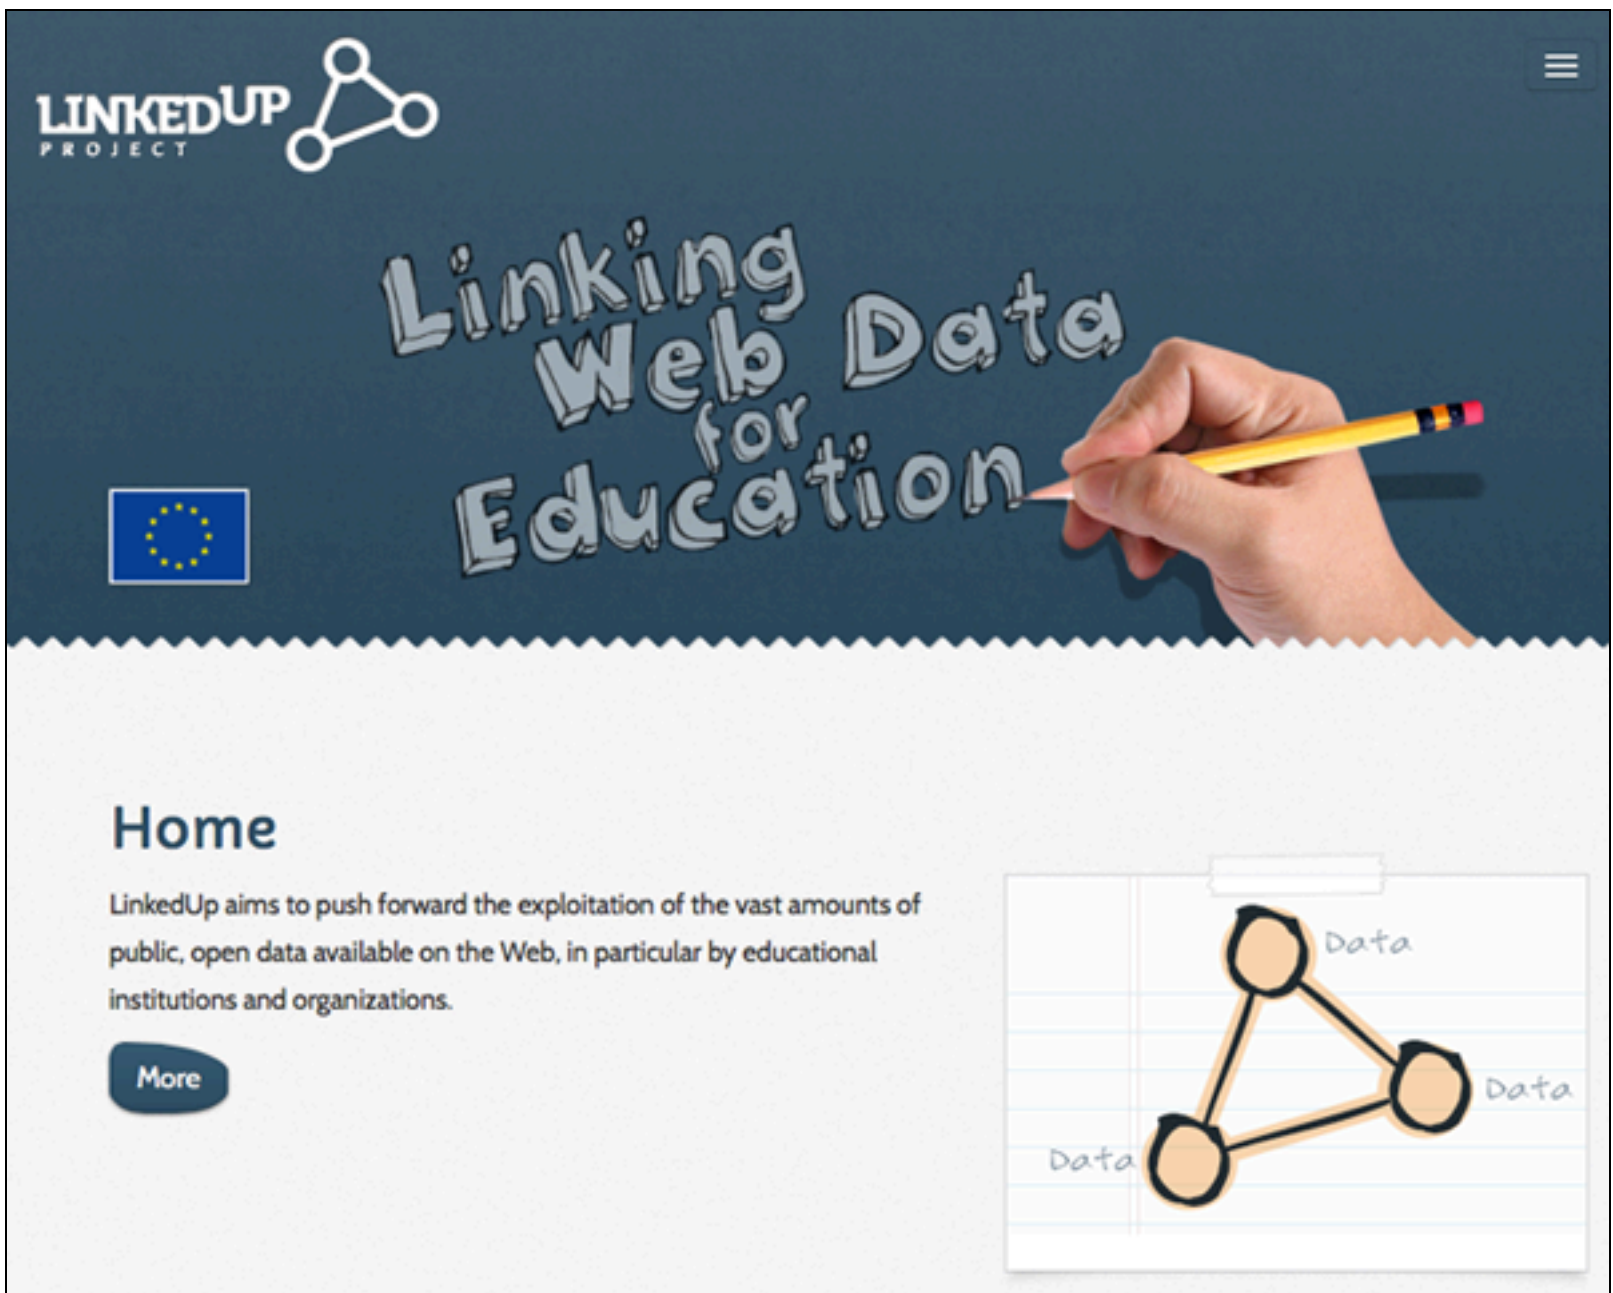 LINKEDUP
PROJECT
Linking
Web Data
for
Education
Home
LinkedUp aims to push forward the exploitation of the vast amounts of
public, open data available on the Web, in particular by educational
institutions and organizations.
More
Data
Data
Data